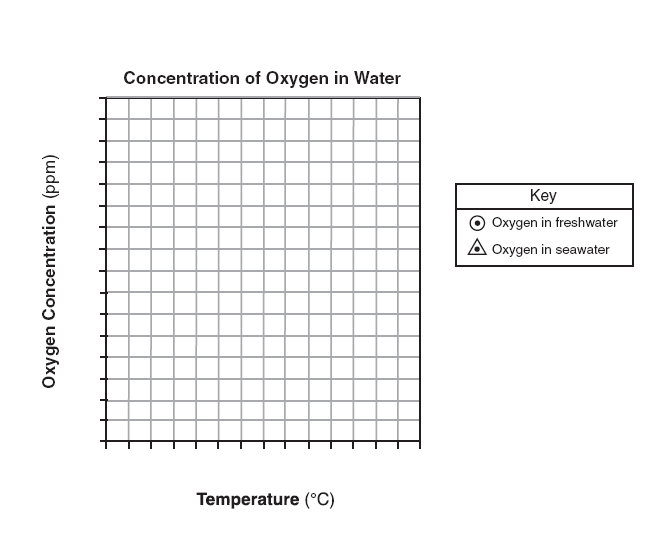 Concentration of Oxygen in Water
Oxygen Concentration (ppm)
Temperature (°C)
Key
Oxygen in freshwater
Oxygen in seawater